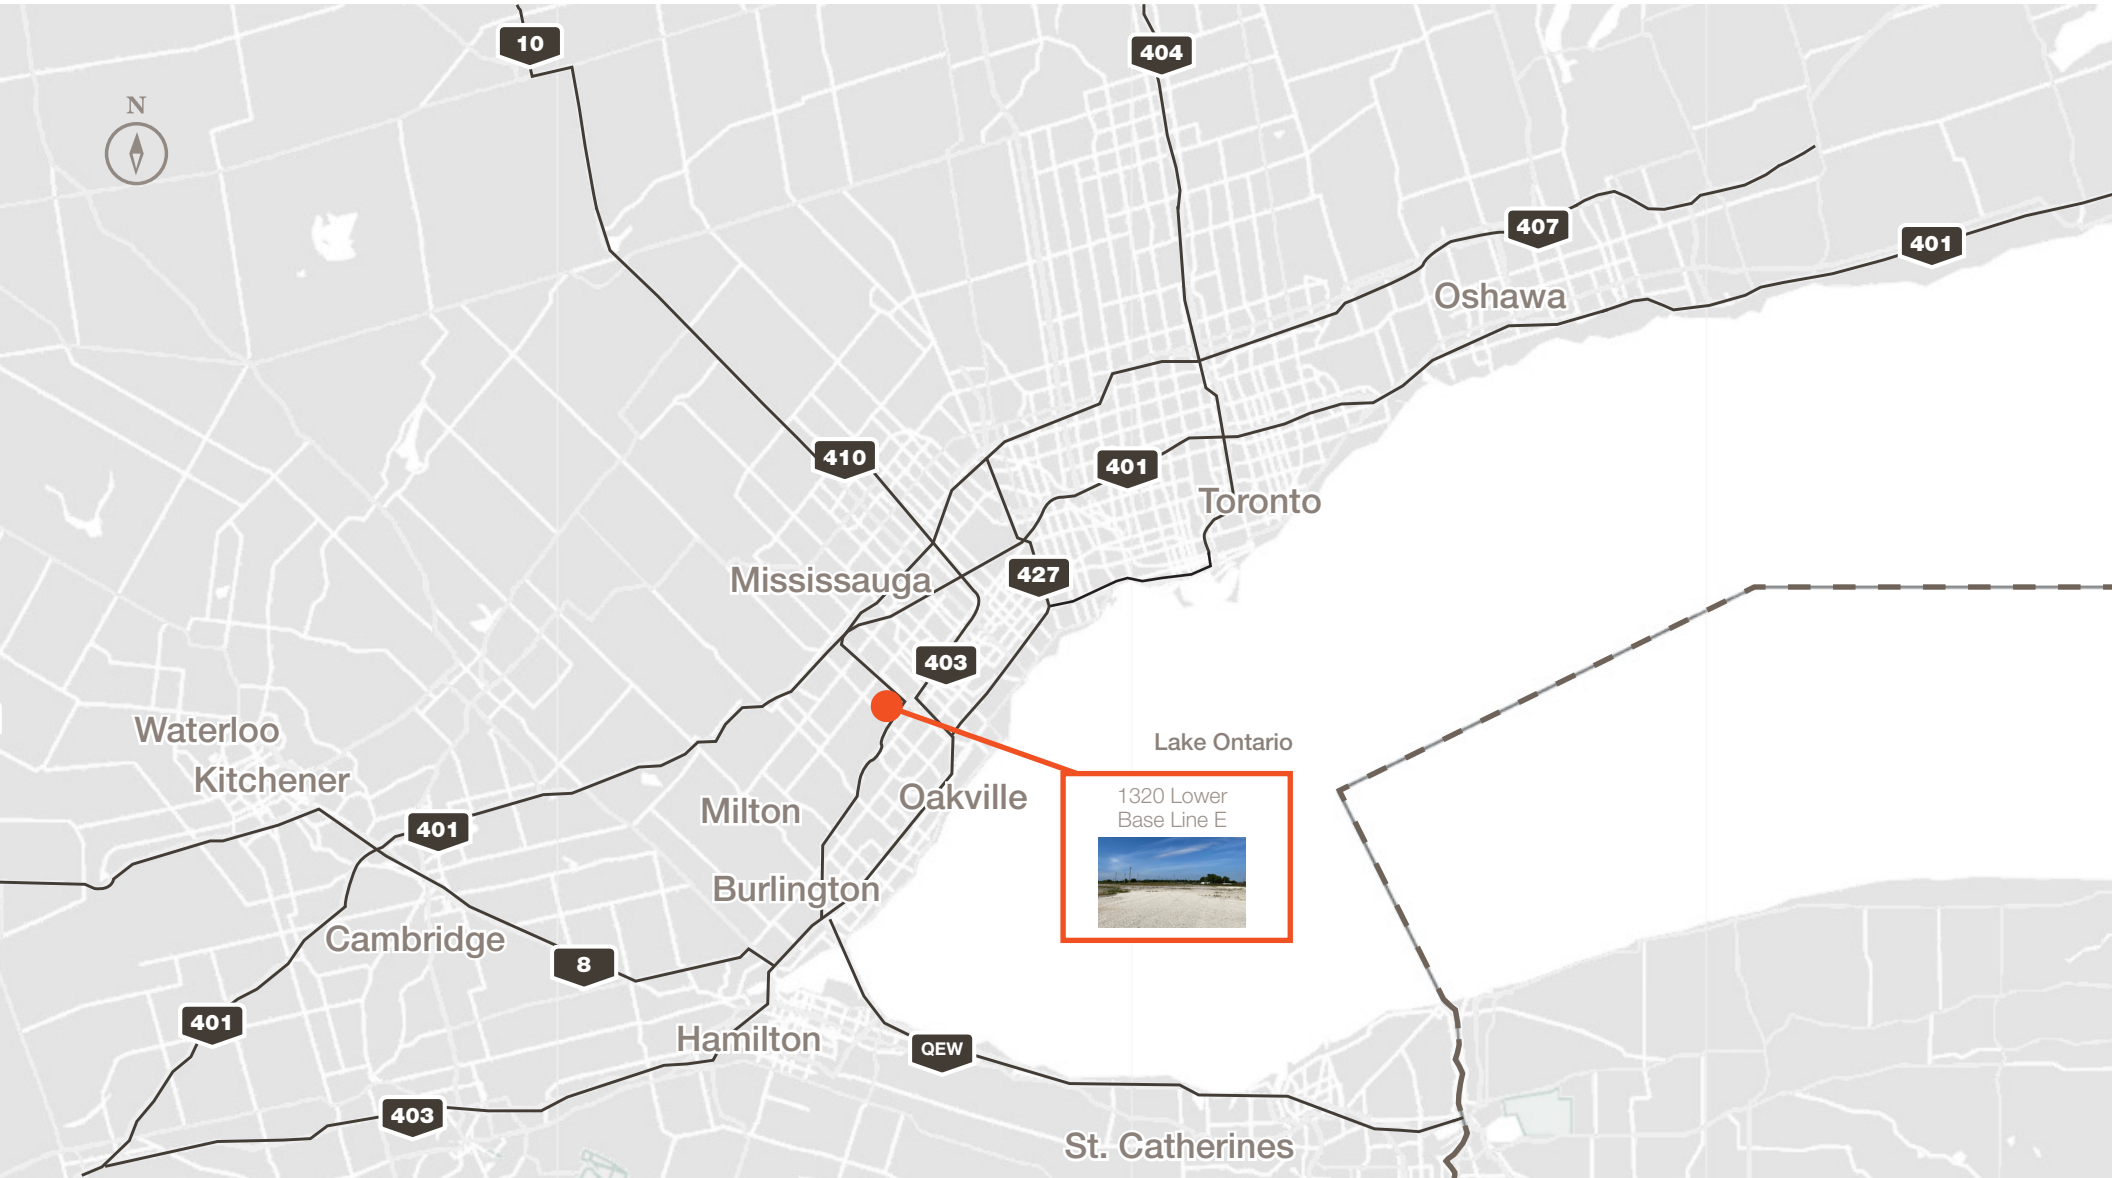 10
404
N
407
401
Oshawa
410
401
Toronto
427
Mississauga
403
Waterloo
Lake Ontario
Kitchener
1320 Lower
Base Line E
Oakville
Milton
401
Burlington
Cambridge
8
401
Hamilton
QEW
403
St. Catherines